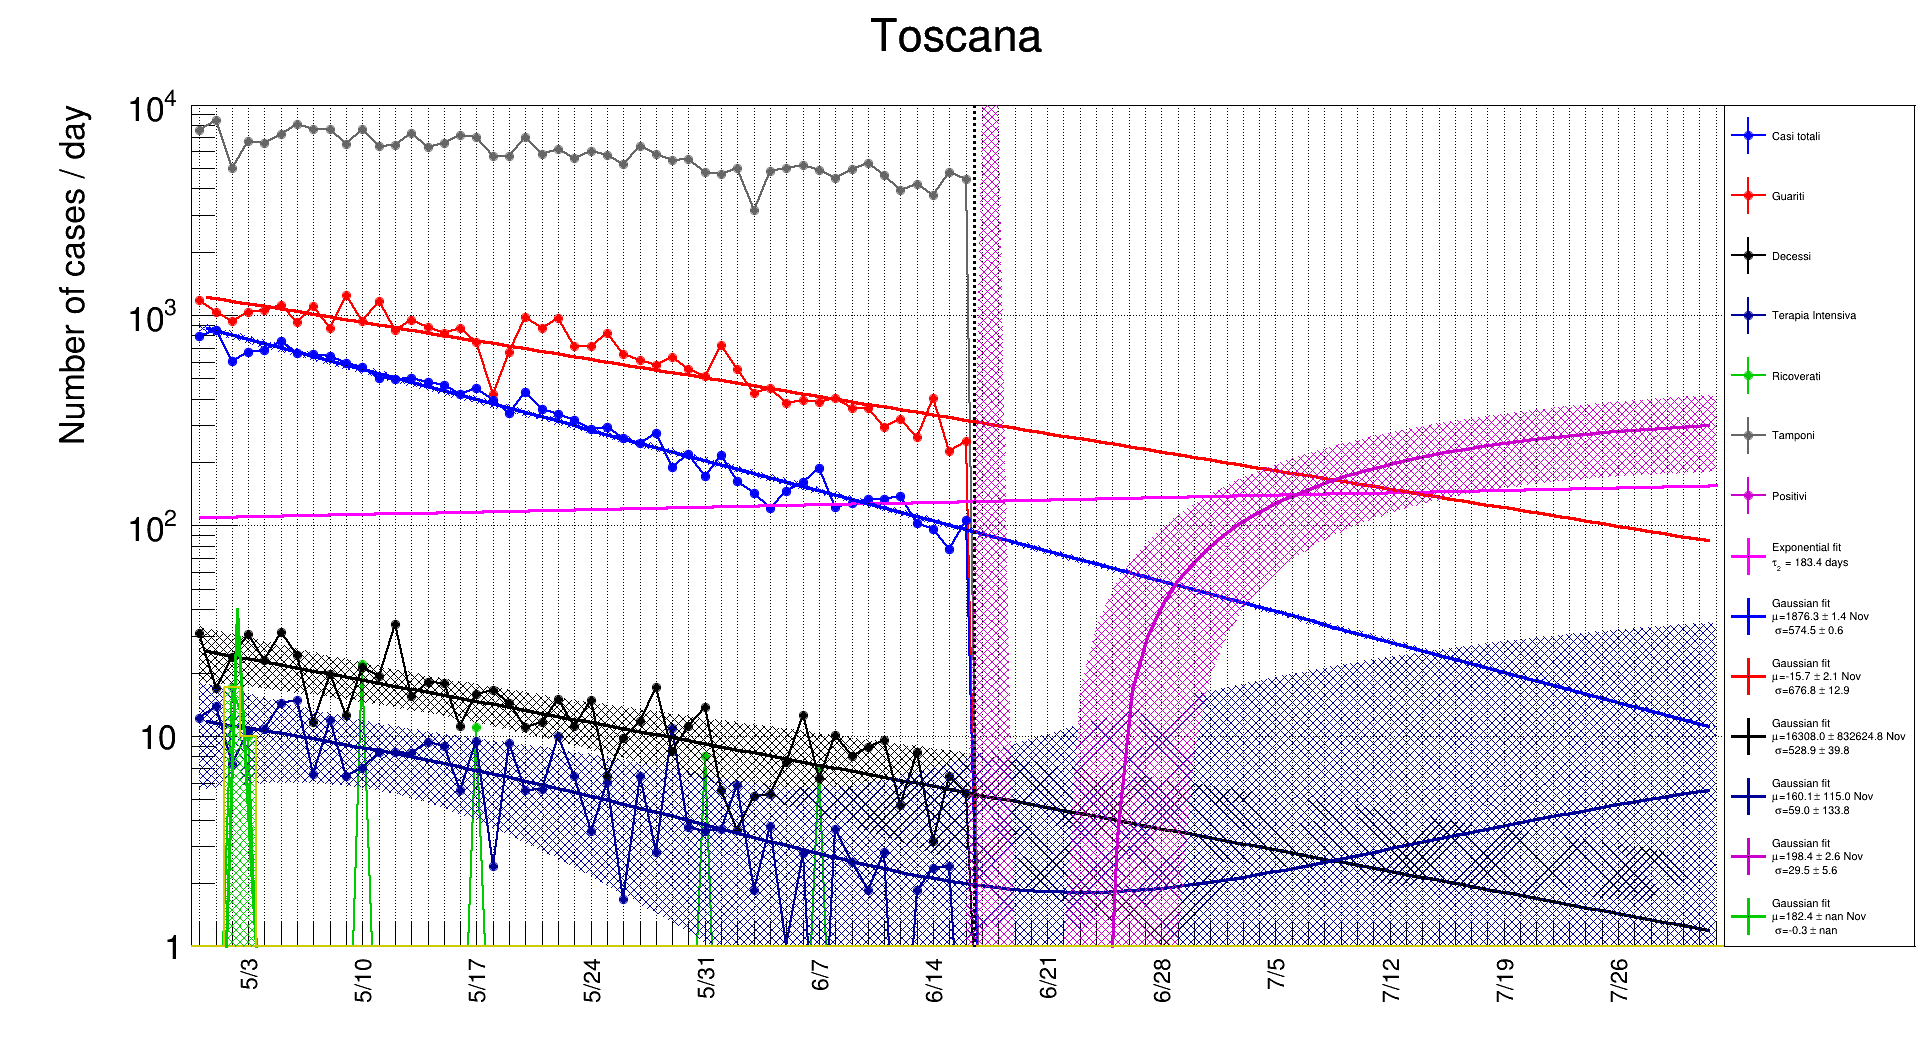 Toscana
Number of cases / day
10^4
10^3
10^2
10
1
5/3
5/10
5/17
5/24
5/31
6/7
6/14
6/21
6/28
7/5
7/12
7/19
7/26
Casi totali
Guariti
Decessi
Terapia Intensiva
Ricoverati
Tamponi
Positivi
Exponential fit
τ₂ = 183.4 days
Gaussian fit
μ=1876.3 ± 1.4 Nov
σ=574.5 ± 0.6
Gaussian fit
μ=-15.7 ± 2.1 Nov
σ=676.8 ± 12.9
Gaussian fit
μ=16308.0 ± 832624.8 Nov
σ=528.9 ± 39.8
Gaussian fit
μ=160.1 ± 115.0 Nov
σ=59.0 ± 133.8
Gaussian fit
μ=198.4 ± 2.6 Nov
σ=29.5 ± 5.6
Gaussian fit
μ=182.4 ± nan Nov
σ=-0.3 ± nan